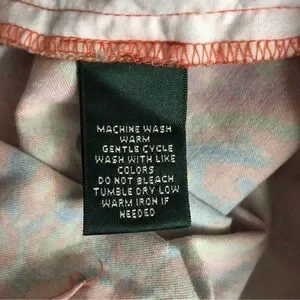 MACHINE WASH
WARM
GENTLE CYCLE
WASH WITH LIKE
COLORS
DO NOT BLEACH
TUMBLE DRY LOW
WARM IRON IF
NEEDED